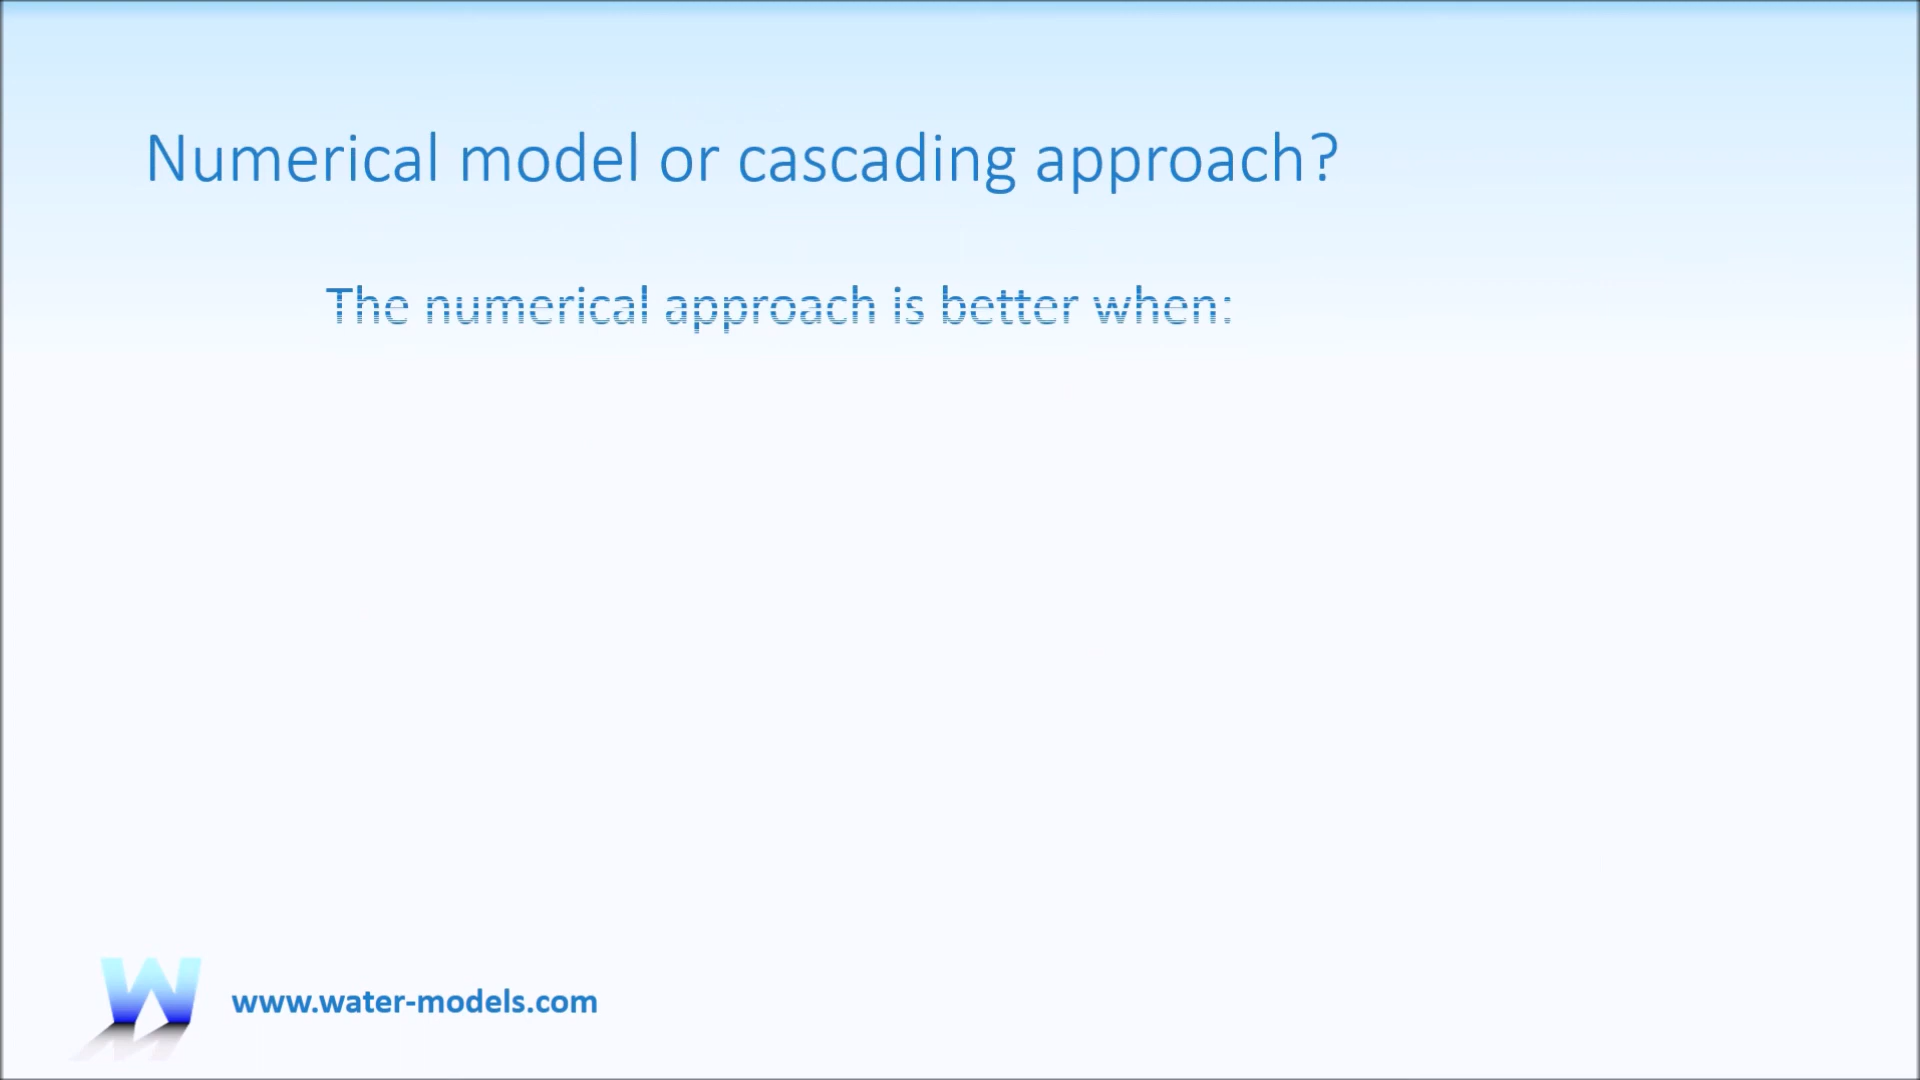 Numerical model or cascading approach?
The numerical approach is better when:
W
www.water-models.com